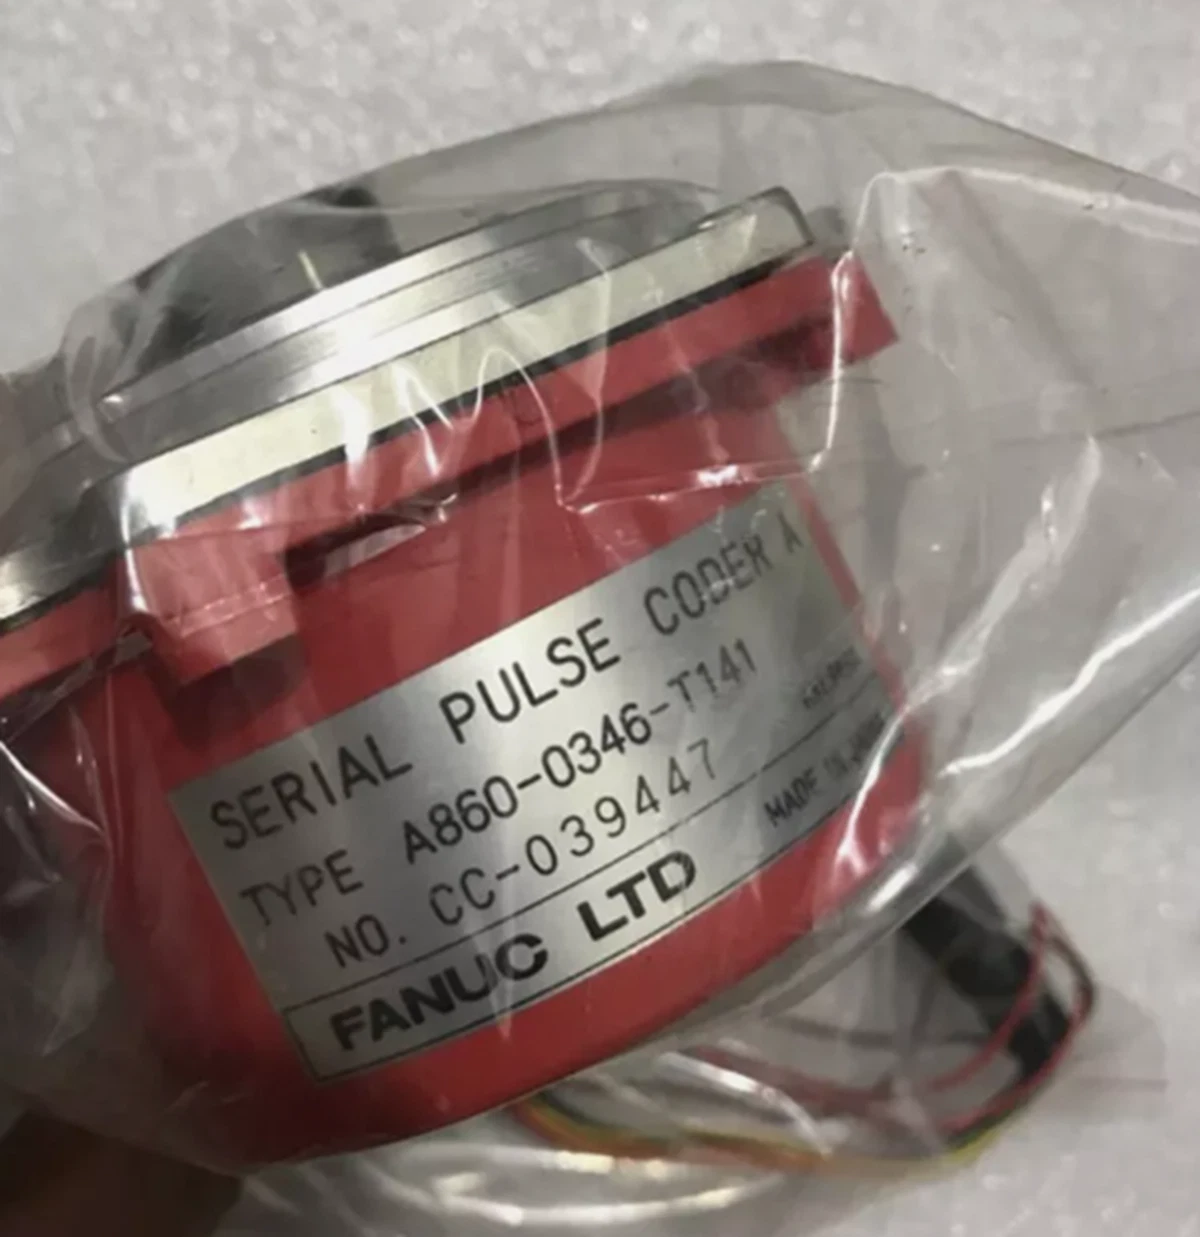 SERIAL PULSE CODER A
TYPE A860-0346-T141
NO. CC-039447
MADE IN JAPAN
FANUC LTD